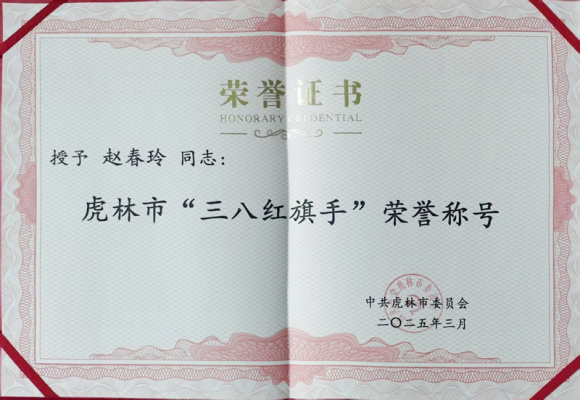 荣誉证书
HONORARY CREDENTIAL
授予 赵春玲 同志：
虎林市“三八红旗手”荣誉称号
中共虎林市委员会
二〇二五年三月